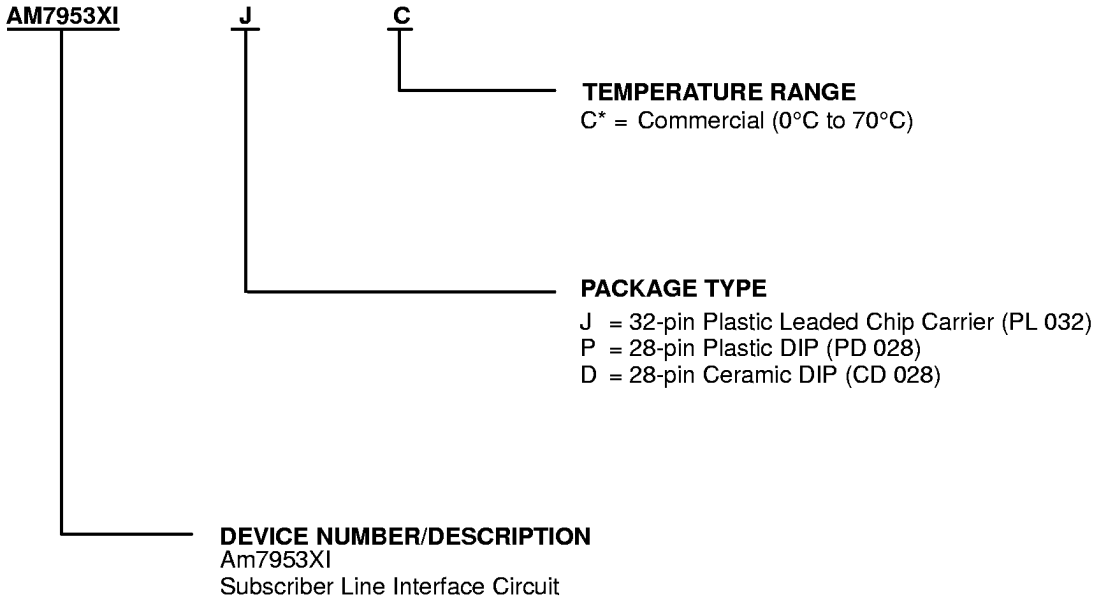 AM7953XI J C
TEMPERATURE RANGE
C* = Commercial (0°C to 70°C)
PACKAGE TYPE
J = 32-pin Plastic Leaded Chip Carrier (PL 032)
P = 28-pin Plastic DIP (PD 028)
D = 28-pin Ceramic DIP (CD 028)
DEVICE NUMBER/DESCRIPTION
Am7953XI
Subscriber Line Interface Circuit